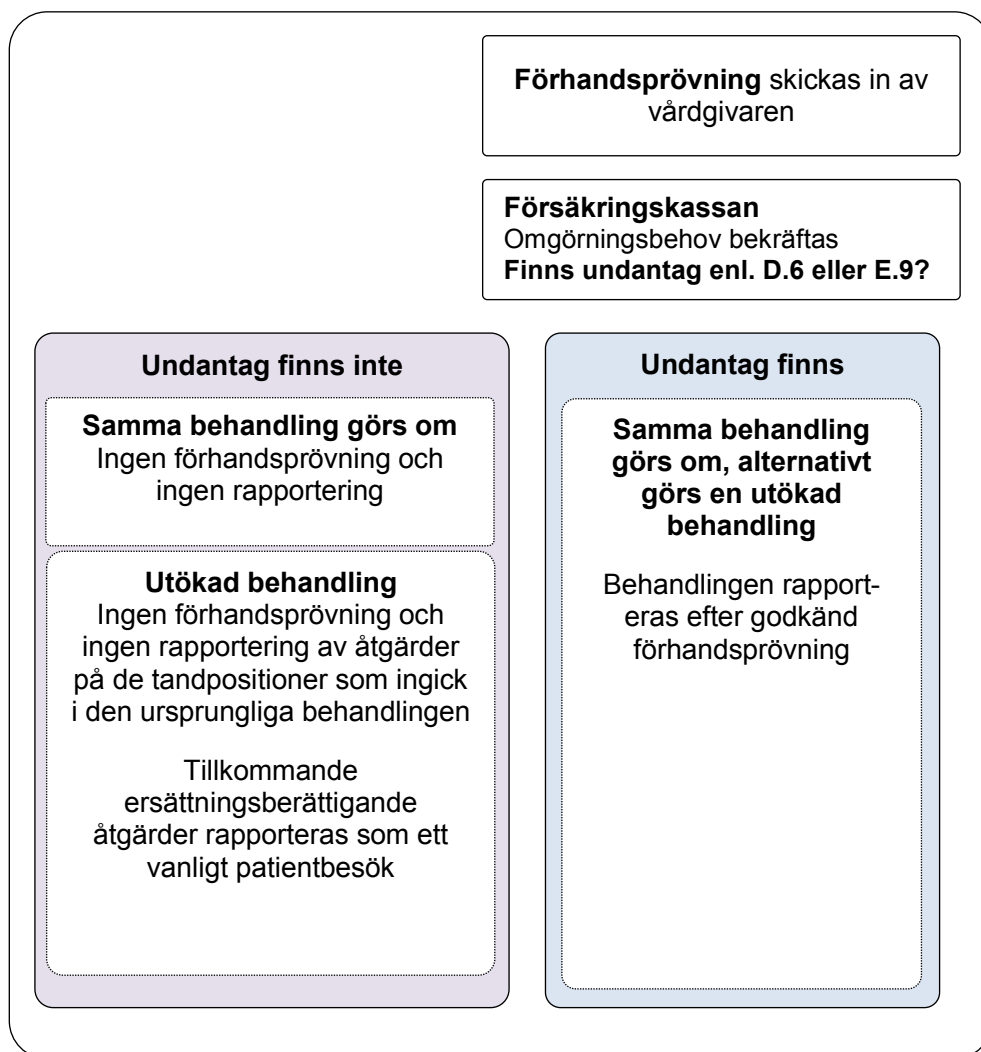 Förhandsprövning skickas in av
vårdgivaren
Försäkringskassan
Omgörningsbehov bekräftas
Finns undantag enl. D.6 eller E.9?
Undantag finns inte
Samma behandling görs om
Ingen förhandsprövning och
ingen rapportering
Utökad behandling
Ingen förhandsprövning och
ingen rapportering av åtgärder
på de tandpositioner som ingick
i den ursprungliga behandlingen
Tillkommande
ersättningsberättigande
åtgärder rapporteras som ett
vanligt patientbesök
Undantag finns
Samma behandling
görs om, alternativt
görs en utökad
behandling
Behandlingen rapport-
eras efter godkänd
förhandsprövning